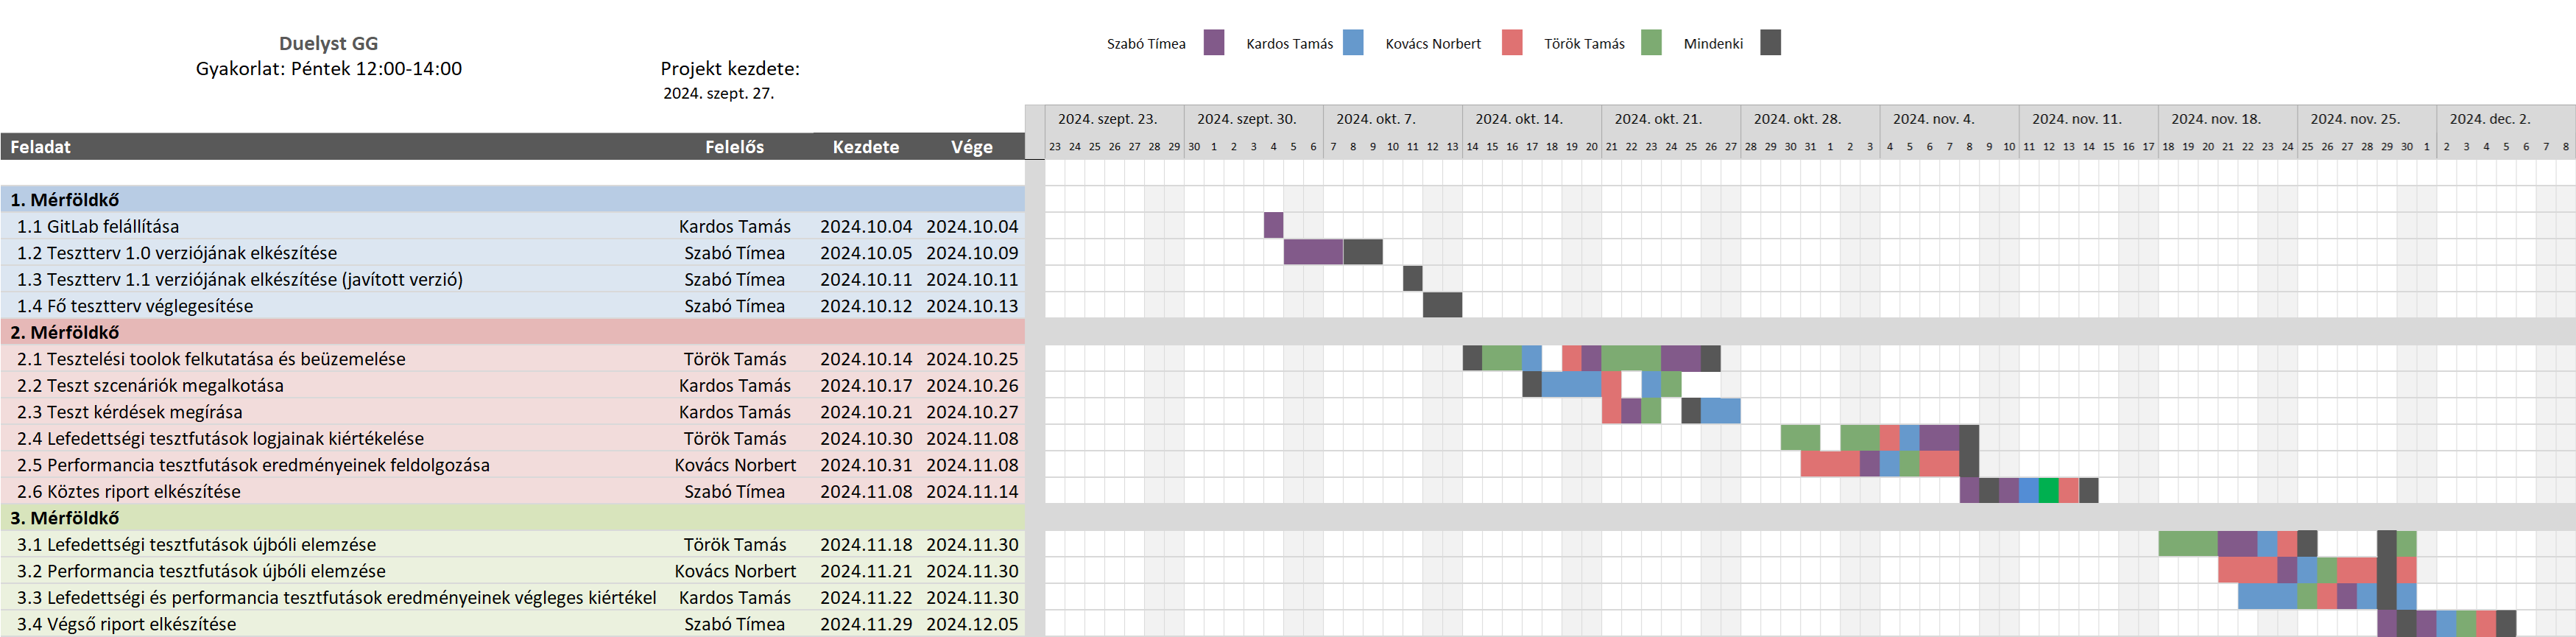 Duelyst GG
Gyakorlat: Péntek 12:00-14:00
Projekt kezdete:
2024. szept. 27.
Szabó Tímea Kardos Tamás Kovács Norbert Török Tamás Mindenki
2024. szept. 23. 2024. szept. 30. 2024. okt. 7. 2024. okt. 14. 2024. okt. 21. 2024. okt. 28. 2024. nov. 4. 2024. nov. 11. 2024. nov. 18. 2024. nov. 25. 2024. dec. 2.
Feladat Felelős Kezdete Vége 23 24 25 26 27 28 29 30 1 2 3 4 5 6 7 8 9 10 11 12 13 14 15 16 17 18 19 20 21 22 23 24 25 26 27 28 29 30 31 1 2 3 4 5 6 7 8 9 10 11 12 13 14 15 16 17 18 19 20 21 22 23 24 25 26 27 28 29 30 1 2 3 4 5 6 7 8
1. Mérföldkő
1.1 GitLab felállítása Kardos Tamás 2024.10.04 2024.10.04
1.2 Tesztterv 1.0 verziójának elkészítése Szabó Tímea 2024.10.05 2024.10.09
1.3 Tesztterv 1.1 verziójának elkészítése (javított verzió) Szabó Tímea 2024.10.11 2024.10.11
1.4 Fő tesztterv véglegesítése Szabó Tímea 2024.10.12 2024.10.13
2. Mérföldkő
2.1 Tesztelési toolok felkutatása és beüzemelése Török Tamás 2024.10.14 2024.10.25
2.2 Teszt szcenáriók megalkotása Kardos Tamás 2024.10.17 2024.10.26
2.3 Teszt kérdések megírása Kardos Tamás 2024.10.21 2024.10.27
2.4 Lefedettségi tesztfutások logjainak kiértékelése Török Tamás 2024.10.30 2024.11.08
2.5 Performancia tesztfutások eredményeinek feldolgozása Kovács Norbert 2024.10.31 2024.11.08
2.6 Köztes riport elkészítése Szabó Tímea 2024.11.08 2024.11.14
3. Mérföldkő
3.1 Lefedettségi tesztfutások újbóli elemzése Török Tamás 2024.11.18 2024.11.30
3.2 Performancia tesztfutások újbóli elemzése Kovács Norbert 2024.11.21 2024.11.30
3.3 Lefedettségi és performancia tesztfutások eredményeinek végleges kiértékel Kardos Tamás 2024.11.22 2024.11.30
3.4 Végső riport elkészítése Szabó Tímea 2024.11.29 2024.12.05